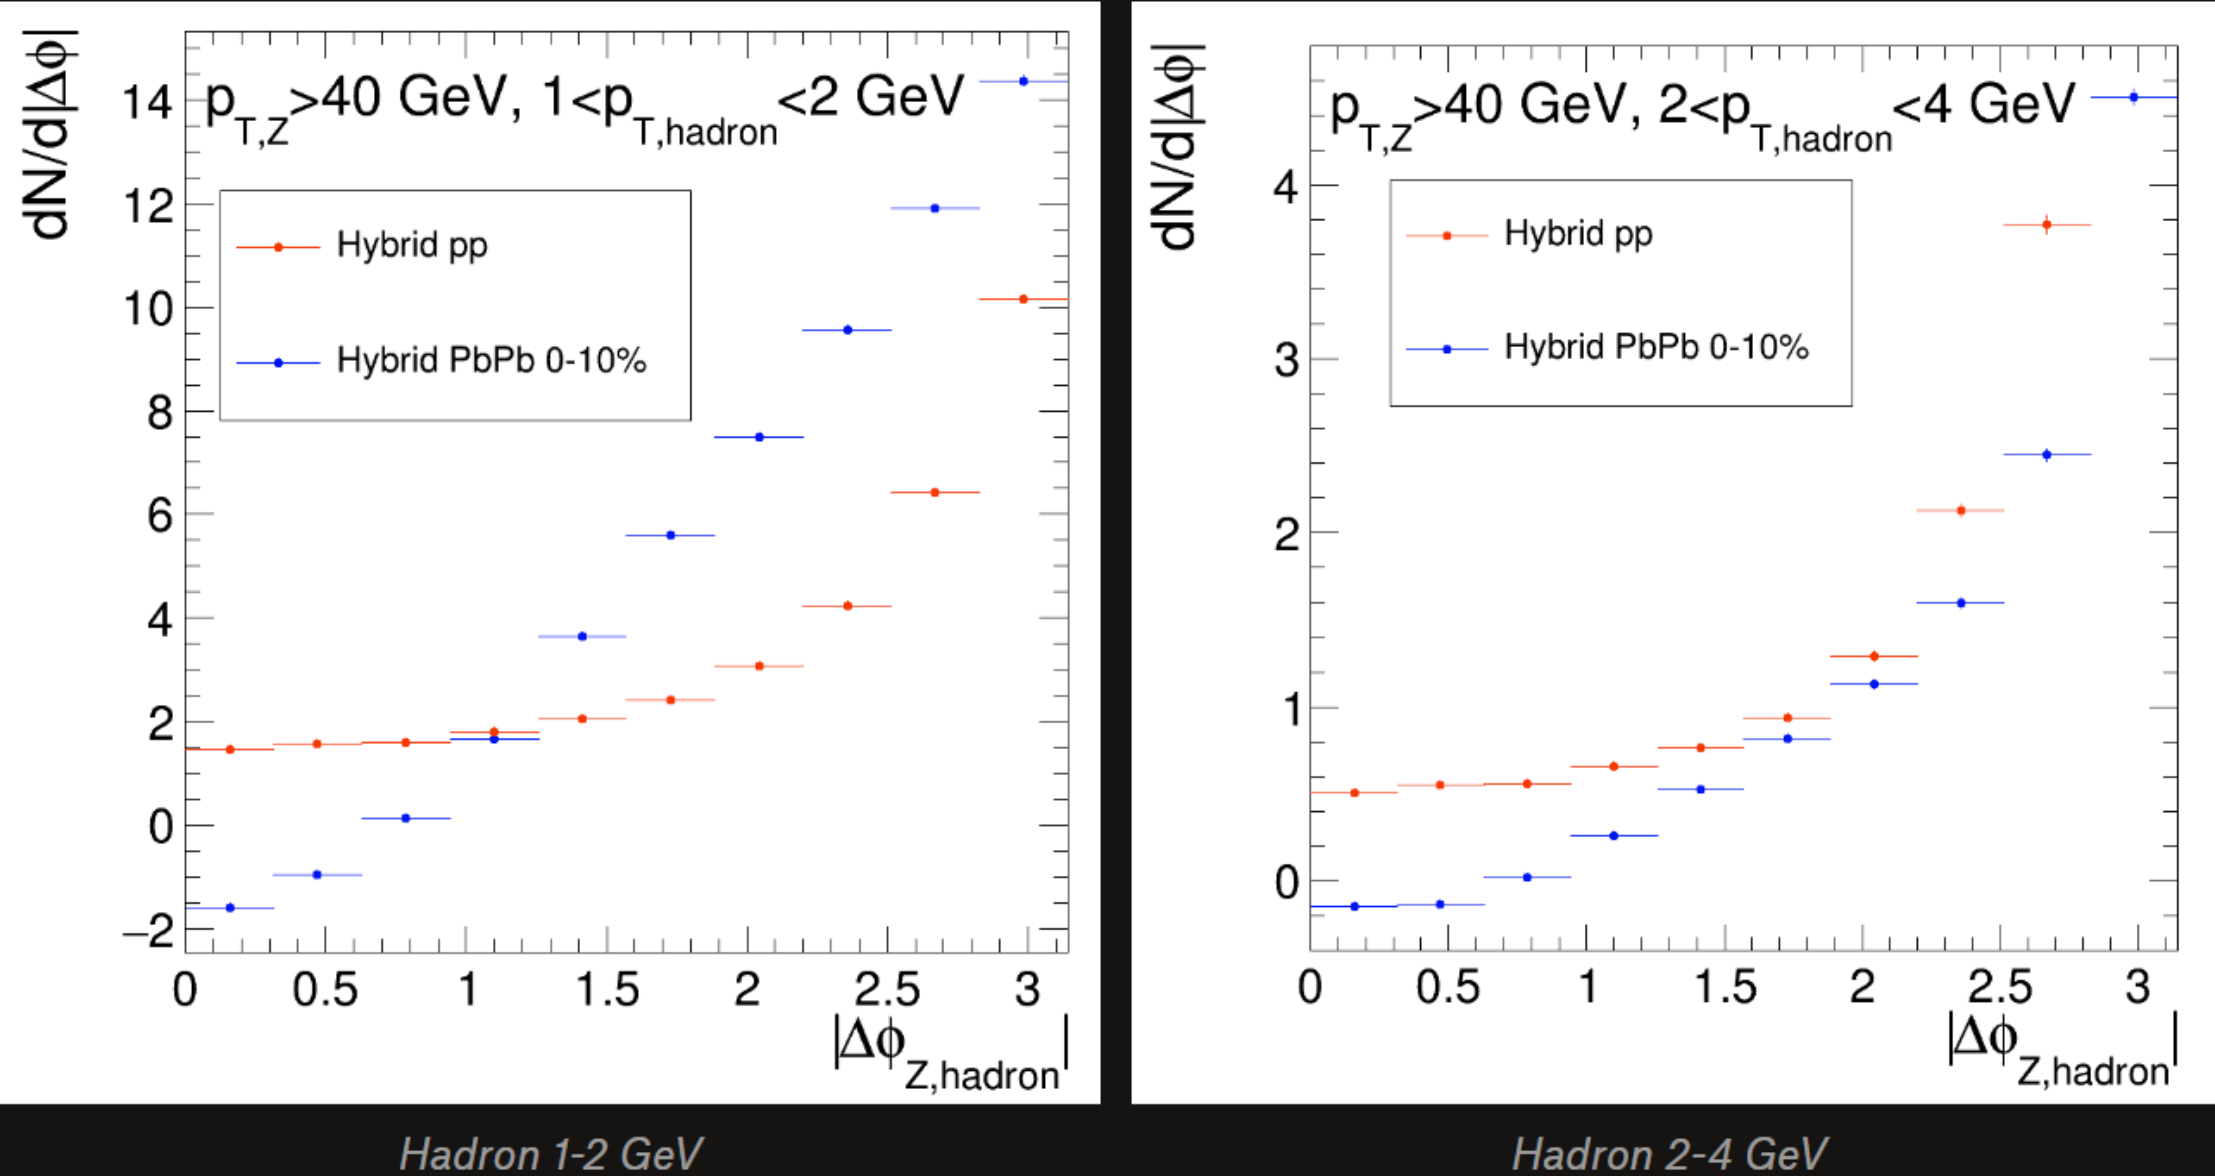 dN/d|Δϕ|
p_T,Z>40 GeV, 1<p_T,hadron<2 GeV
Hybrid pp
Hybrid PbPb 0-10%
14
12
10
8
6
4
2
0
−2
0 0.5 1 1.5 2 2.5 3
|Δϕ_Z,hadron|
Hadron 1-2 GeV
dN/d|Δϕ|
p_T,Z>40 GeV, 2<p_T,hadron<4 GeV
Hybrid pp
Hybrid PbPb 0-10%
4
3
2
1
0
0 0.5 1 1.5 2 2.5 3
|Δϕ_Z,hadron|
Hadron 2-4 GeV